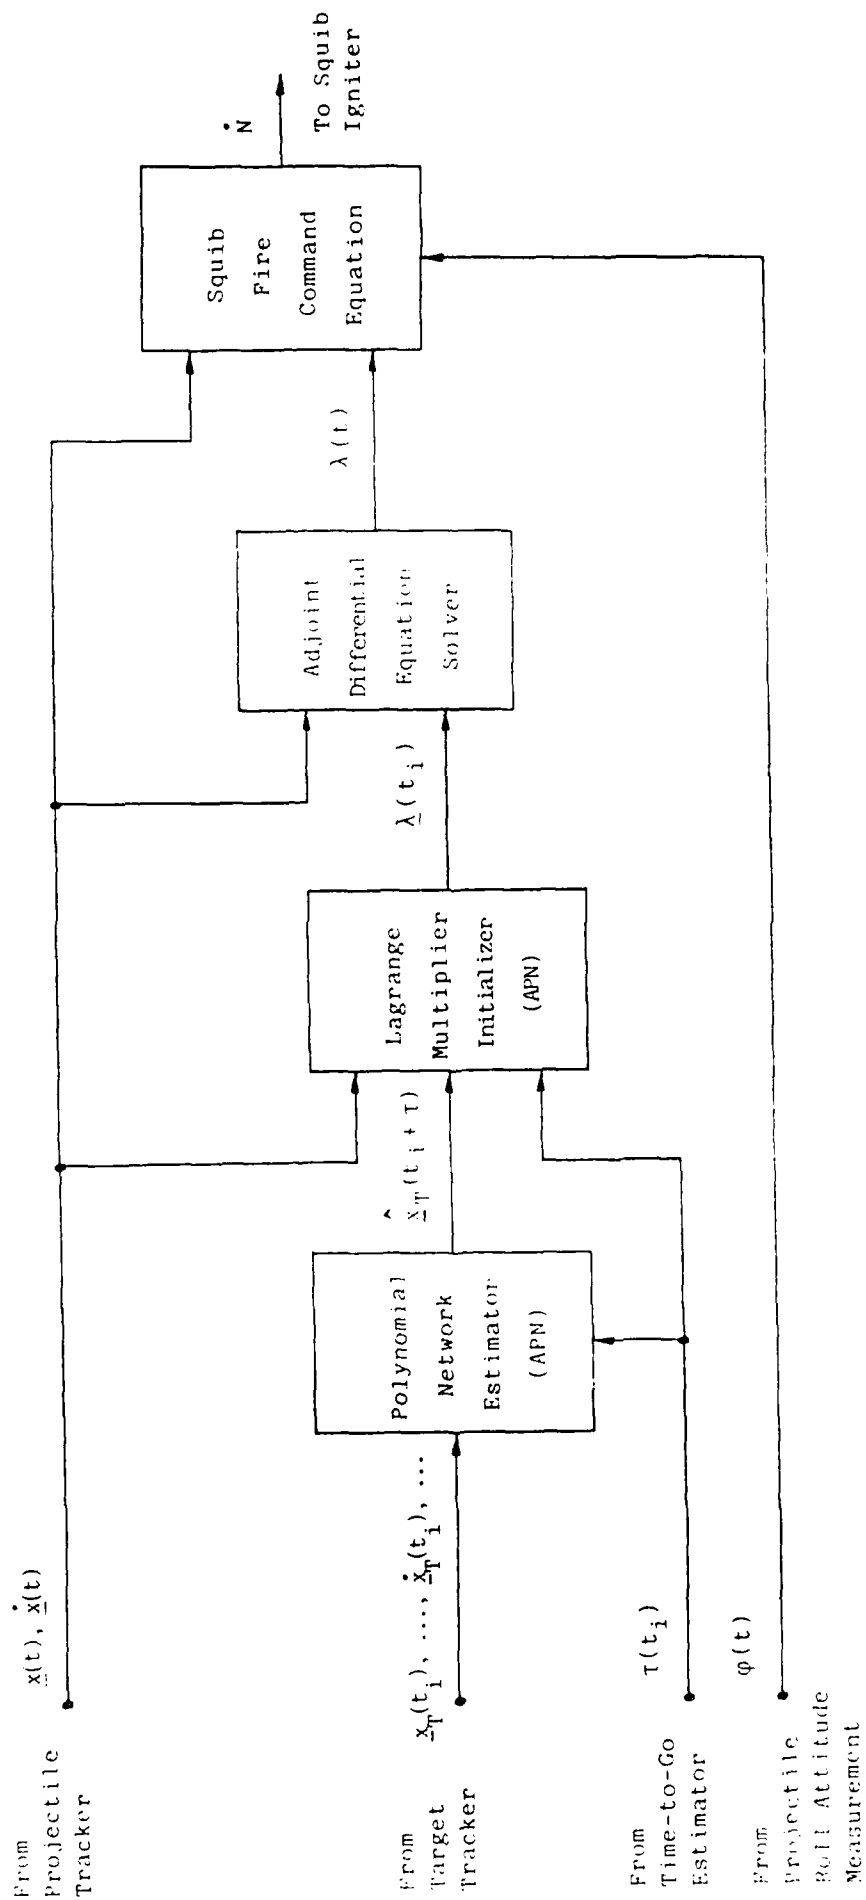 From
Projectile
Tracker
x(t), ẋ(t)
From
Target
Tracker
x_T(t_i), ...., ẋ_T(t_i), ...
From
Time-to-Go
Estimator
τ(t_i)
From
Projectile
Roll Attitude
Measurement
φ(t)
Polynomial
Network
Estimator
(APN)
x̂_T(t_i + τ)
Lagrange
Multiplier
Initializer
(APN)
λ(t_i)
Adjoint
Differential
Equation
Solver
λ(t)
Squib
Fire
Command
Equation
Ṅ
To Squib
Igniter